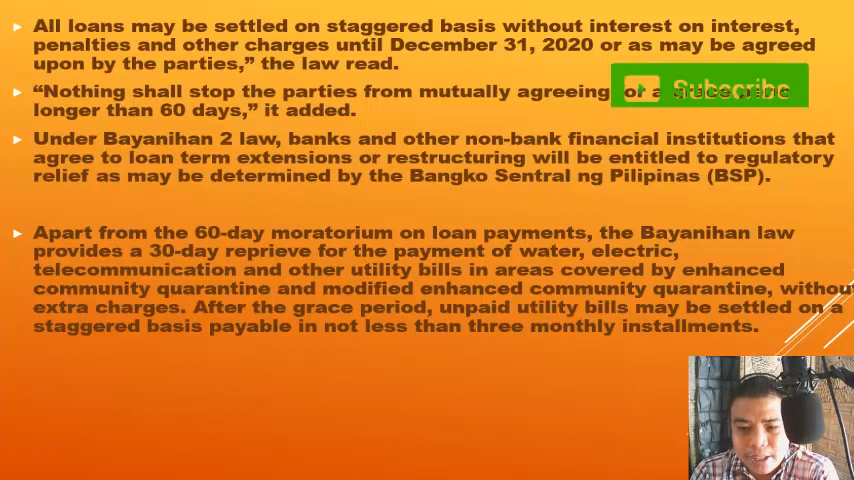 All loans may be settled on staggered basis without interest on interest,
penalties and other charges until December 31, 2020 or as may be agreed
upon by the parties,” the law read.
“Nothing shall stop the parties from mutually agreeing for a
longer than 60 days,” it added.
Subscribe
Under Bayanihan 2 law, banks and other non-bank financial institutions that
agree to loan term extensions or restructuring will be entitled to regulatory
relief as may be determined by the Bangko Sentral ng Pilipinas (BSP).
Apart from the 60-day moratorium on loan payments, the Bayanihan law
provides a 30-day reprieve for the payment of water, electric,
telecommunication and other utility bills in areas covered by enhanced
community quarantine and modified enhanced community quarantine, withou
extra charges. After the grace period, unpaid utility bills may be settled on a
staggered basis payable in not less than three monthly installments.